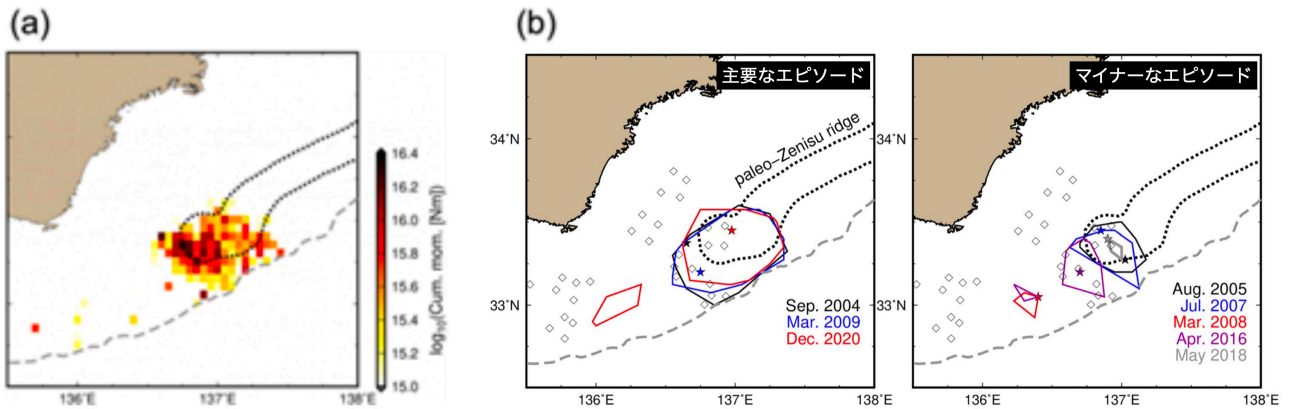 (a)
16.4
16.2
16.0
15.8
15.6
15.4
15.2
15.0
log10(Cum. mom. [Nm])
136˚E
137˚E
138˚E
(b)
主要なエピソード
paleo−Zenisu ridge
34˚N
33˚N
Sep. 2004
Mar. 2009
Dec. 2020
136˚E
137˚E
138˚E
マイナーなエピソード
34˚N
33˚N
Aug. 2005
Jul. 2007
Mar. 2008
Apr. 2016
May 2018
136˚E
137˚E
138˚E